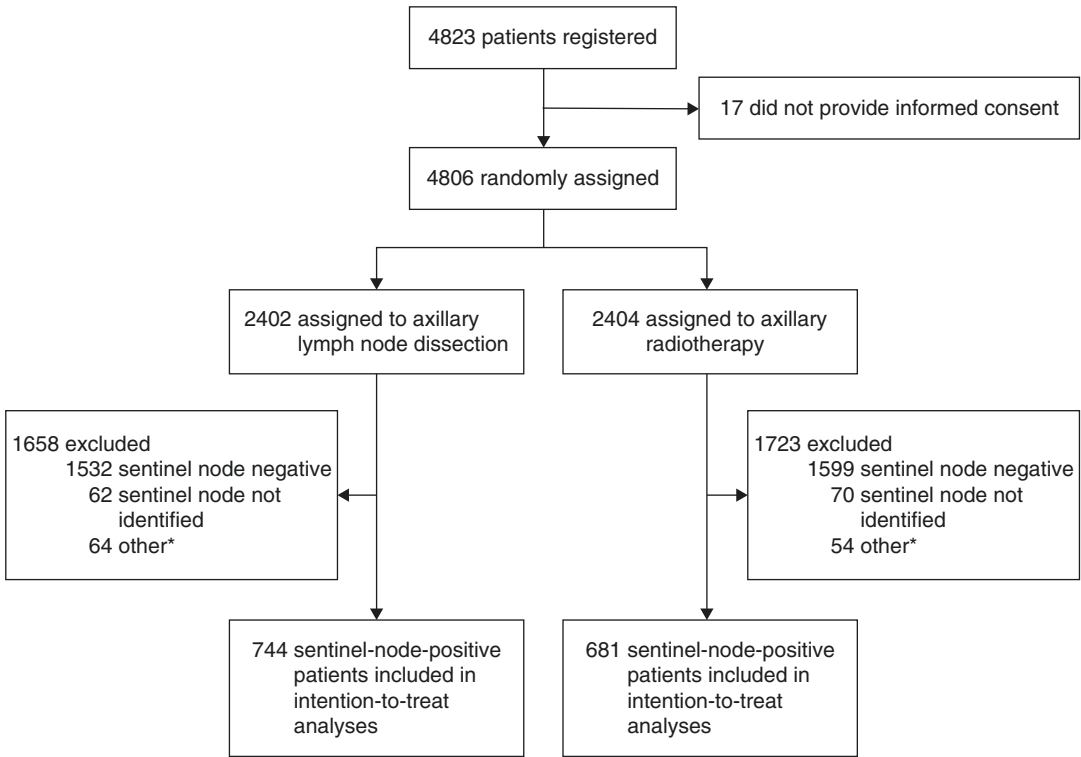 4823 patients registered
17 did not provide informed consent
4806 randomly assigned
2402 assigned to axillary
lymph node dissection
2404 assigned to axillary
radiotherapy
1658 excluded
1532 sentinel node negative
62 sentinel node not
identified
64 other*
1723 excluded
1599 sentinel node negative
70 sentinel node not
identified
54 other*
744 sentinel-node-positive
patients included in
intention-to-treat
analyses
681 sentinel-node-positive
patients included in
intention-to-treat
analyses